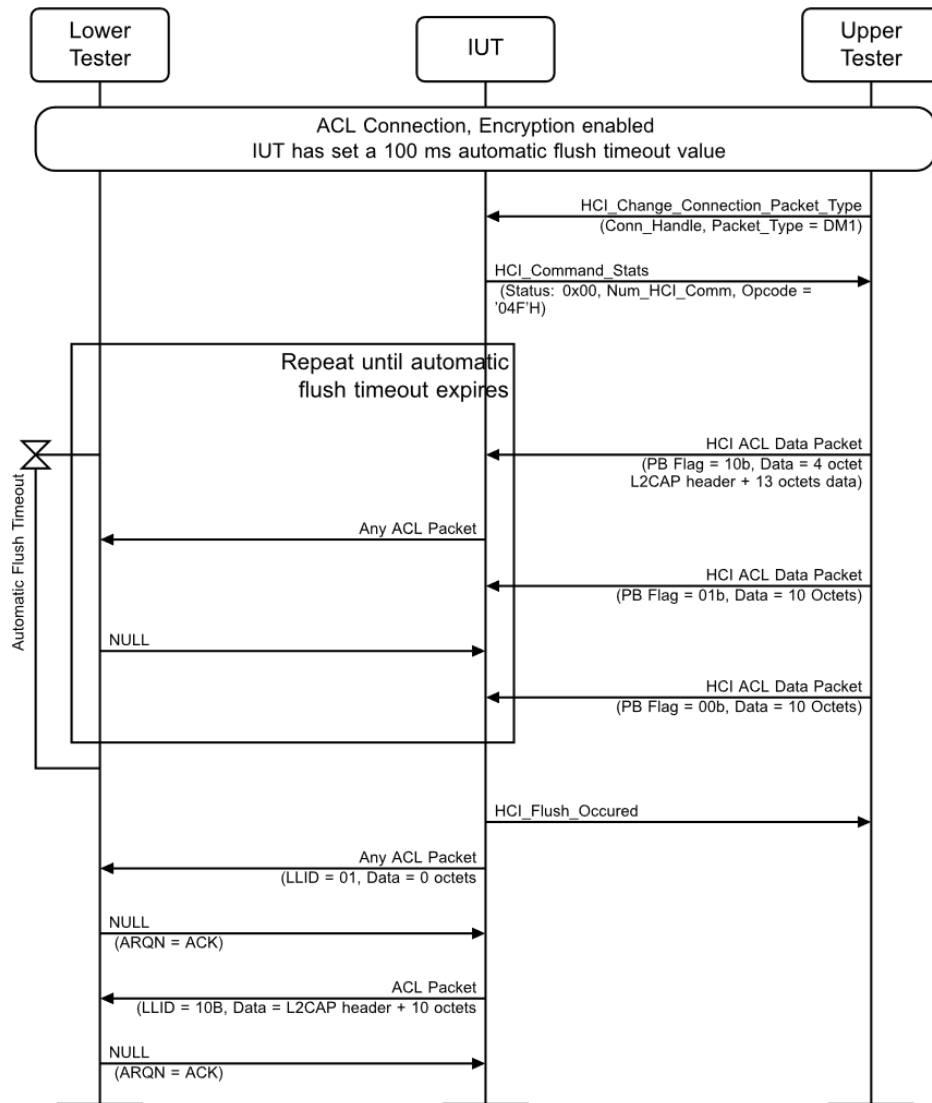 Lower
Tester
IUT
Upper
Tester
ACL Connection, Encryption enabled
IUT has set a 100 ms automatic flush timeout value
HCI_Change_Connection_Packet_Type
(Conn_Handle, Packet_Type = DM1)
HCI_Command_Stats
(Status: 0x00, Num_HCI_Comm, Opcode =
'04F'H)
Repeat until automatic
flush timeout expires
Automatic Flush Timeout
HCI ACL Data Packet
(PB Flag = 10b, Data = 4 octet
L2CAP header + 13 octets data)
Any ACL Packet
HCI ACL Data Packet
(PB Flag = 01b, Data = 10 Octets)
NULL
HCI ACL Data Packet
(PB Flag = 00b, Data = 10 Octets)
HCI_Flush_Occured
Any ACL Packet
(LLID = 01, Data = 0 octets
NULL
(ARQN = ACK)
ACL Packet
(LLID = 10B, Data = L2CAP header + 10 octets
NULL
(ARQN = ACK)